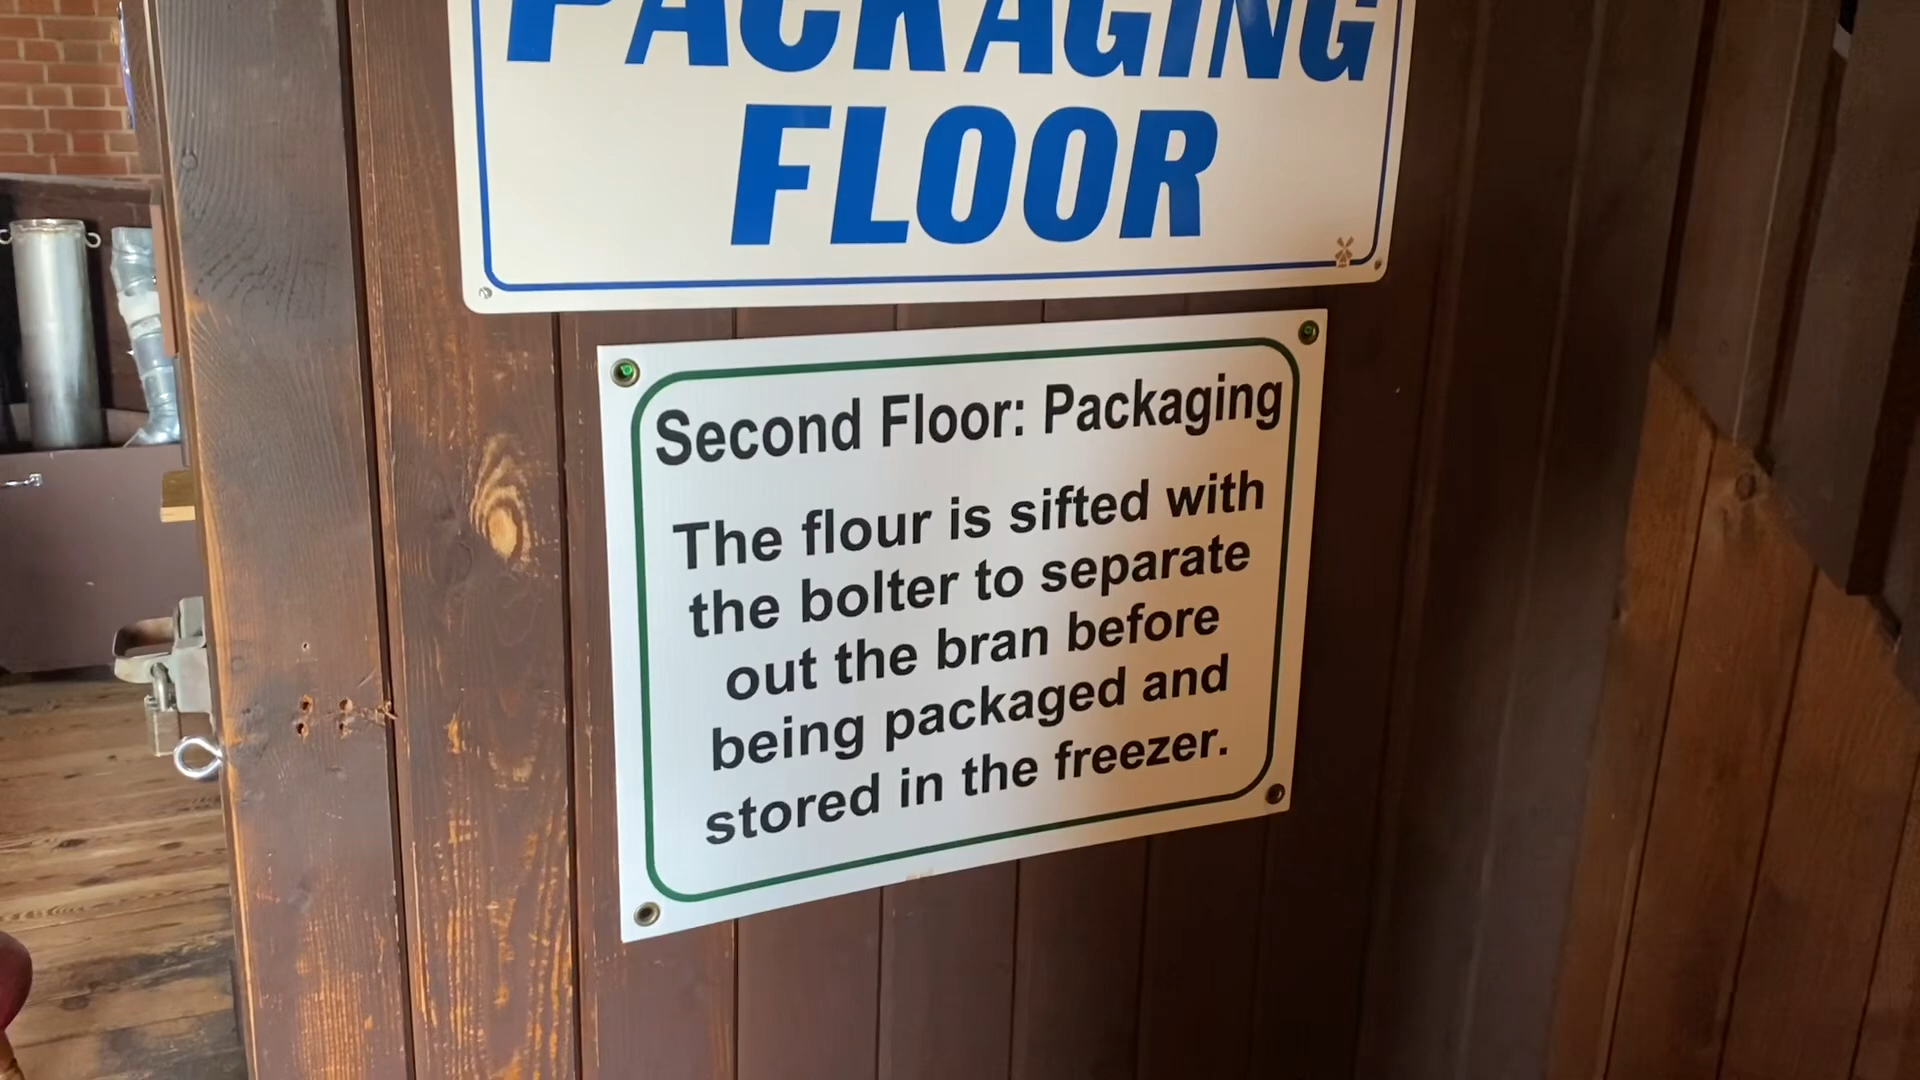 PACKAGING
FLOOR
Second Floor: Packaging
The flour is sifted with
the bolter to separate
out the bran before
being packaged and
stored in the freezer.